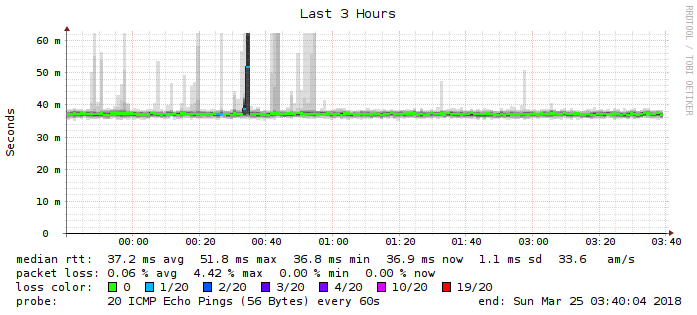 Last 3 Hours
RRDTOOL / TOBI OETIKER
Seconds
60 m
50 m
40 m
30 m
20 m
10 m
0
00:00 00:20 00:40 01:00 01:20 01:40 02:00 02:20 02:40 03:00 03:20 03:40
median rtt: 37.2 ms avg 51.8 ms max 36.8 ms min 36.9 ms now 1.1 ms sd 33.6 am/s
packet loss: 0.06 % avg 4.42 % max 0.00 % min 0.00 % now
loss color: 0 1/20 2/20 3/20 4/20 10/20 19/20
probe: 20 ICMP Echo Pings (56 Bytes) every 60s end: Sun Mar 25 03:40:04 2018